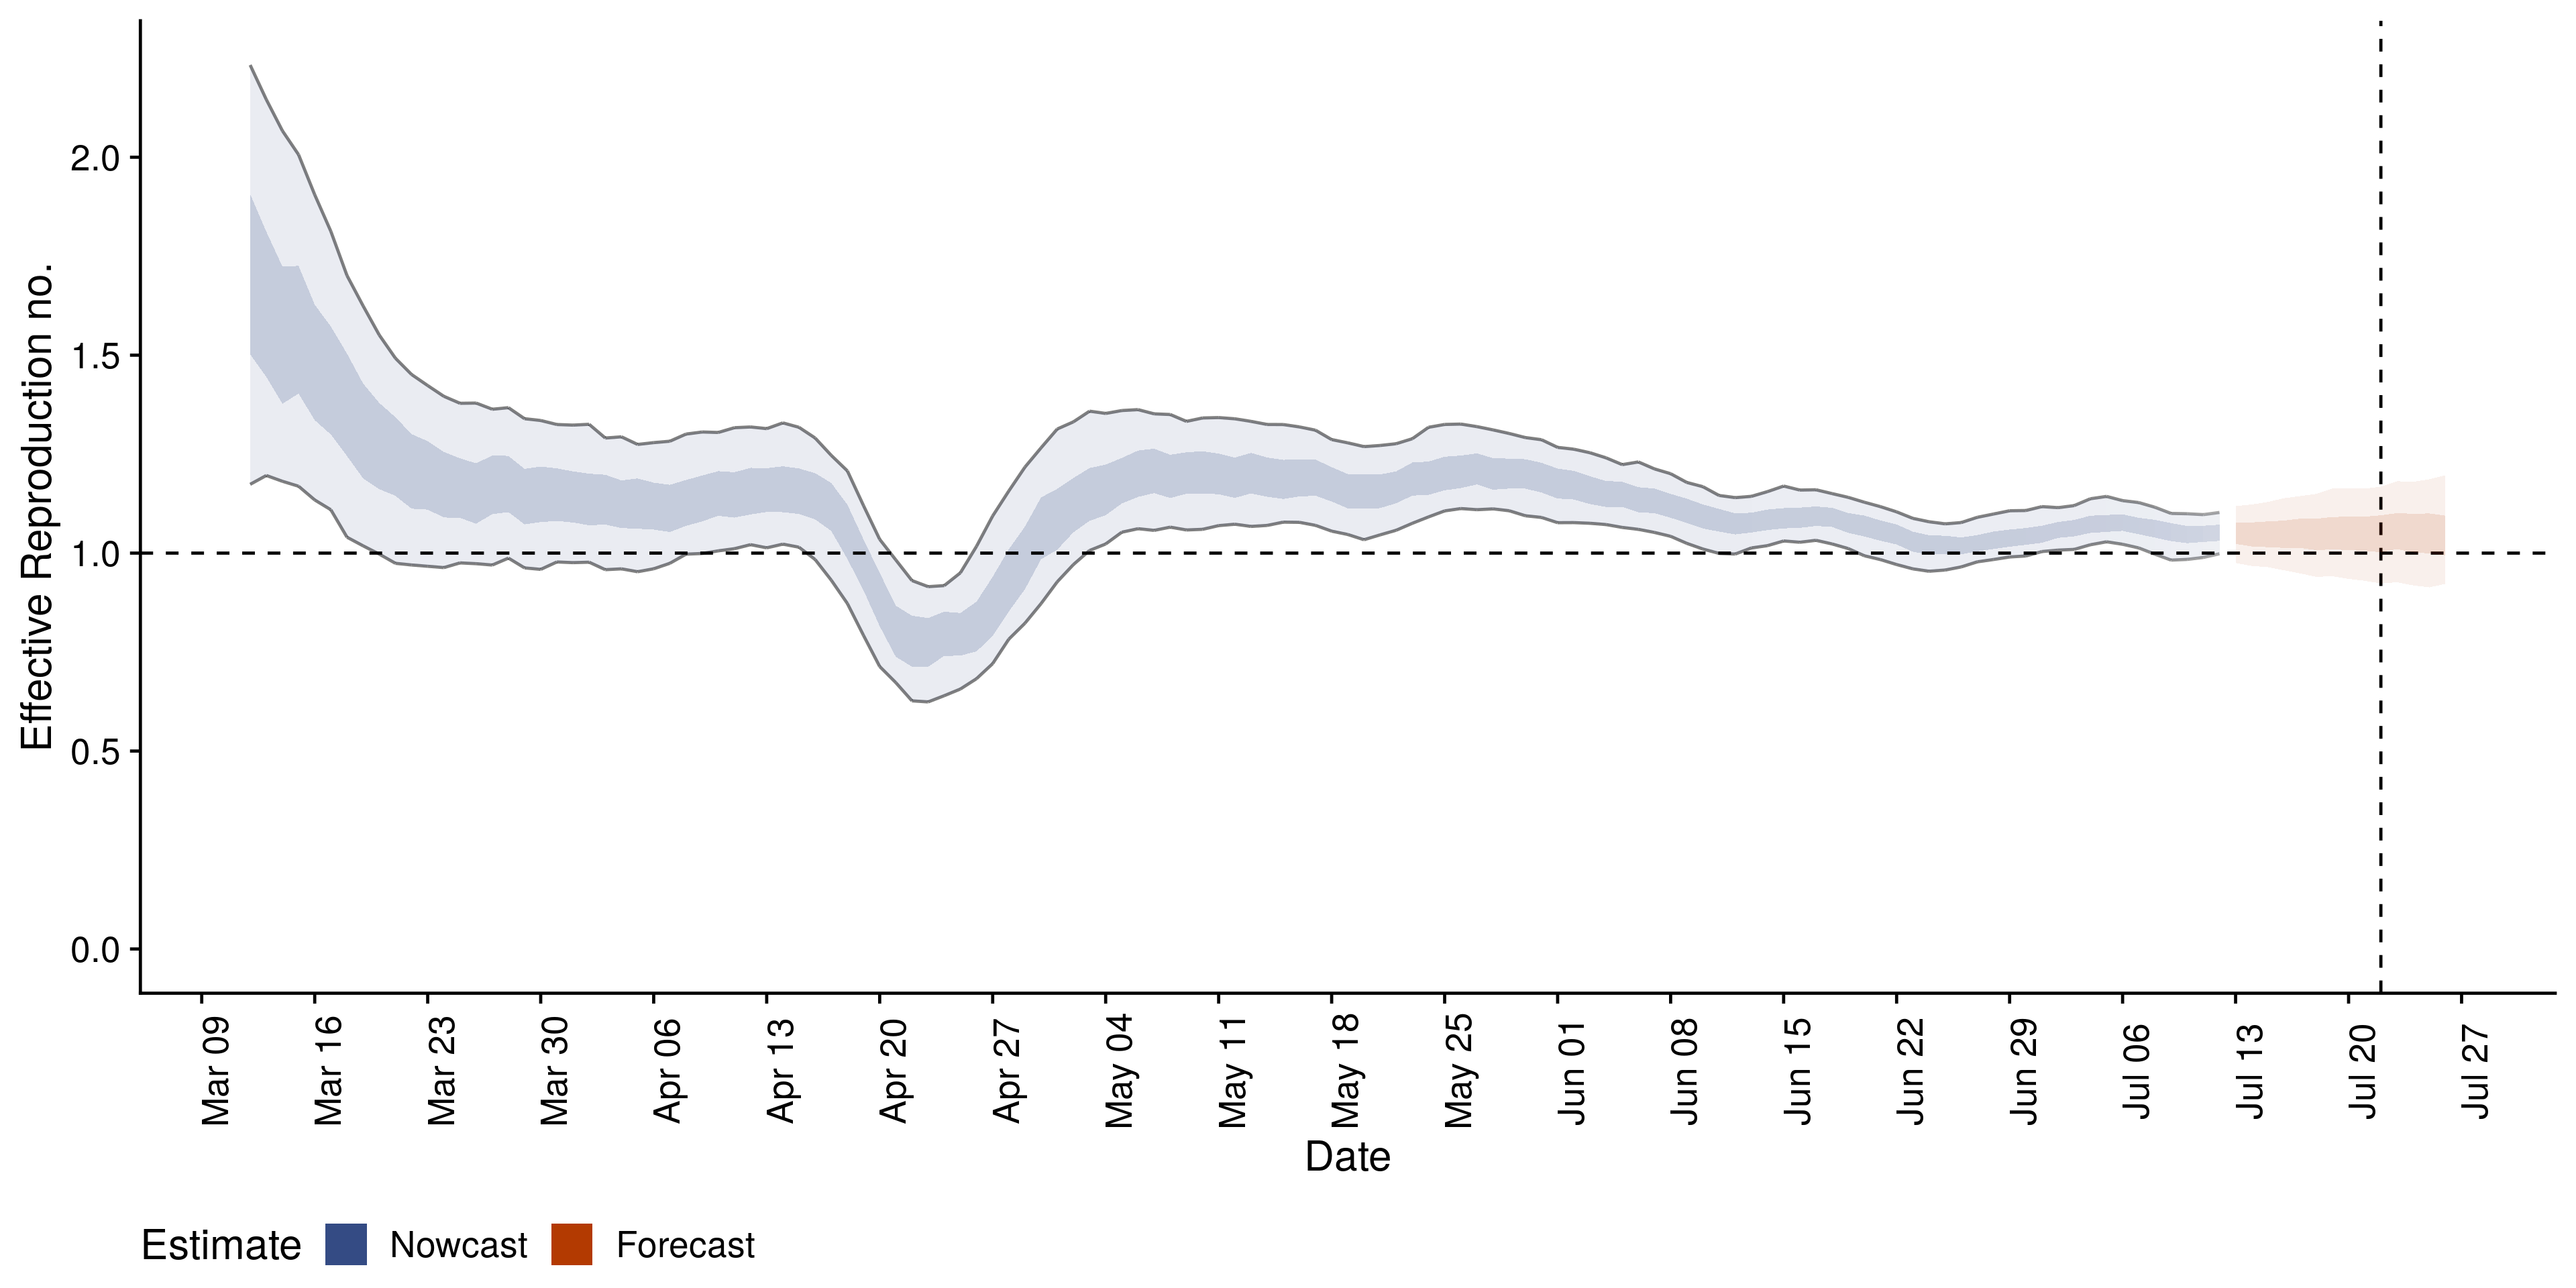 Effective Reproduction no.
2.0
1.5
1.0
0.5
0.0
Mar 09
Mar 16
Mar 23
Mar 30
Apr 06
Apr 13
Apr 20
Apr 27
May 04
May 11
May 18
May 25
Jun 01
Jun 08
Jun 15
Jun 22
Jun 29
Jul 06
Jul 13
Jul 20
Jul 27
Date
Estimate Nowcast Forecast